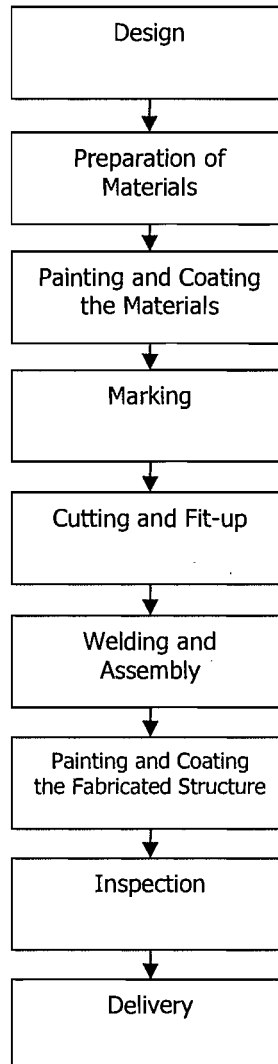 Design
Preparation of
Materials
Painting and Coating
the Materials
Marking
Cutting and Fit-up
Welding and
Assembly
Painting and Coating
the Fabricated Structure
Inspection
Delivery